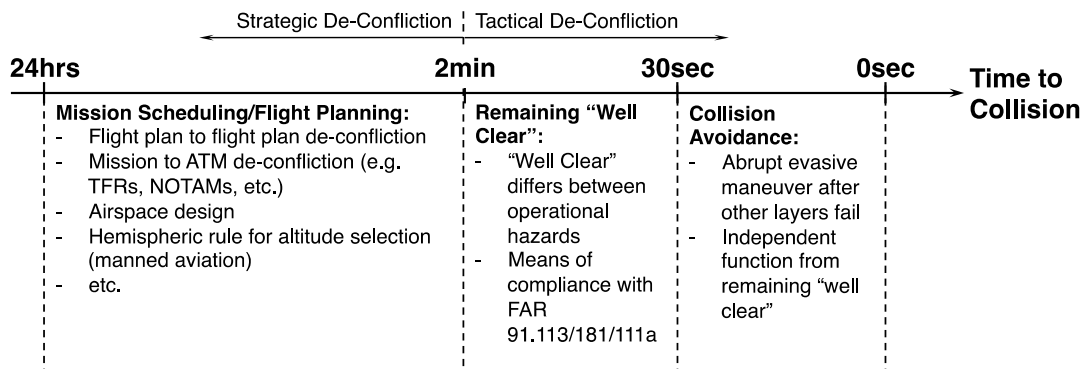 Strategic De-Confliction
Tactical De-Confliction
24hrs
2min
30sec
0sec
Time to
Collision
Mission Scheduling/Flight Planning:
- Flight plan to flight plan de-confliction
- Mission to ATM de-confliction (e.g.
TFRs, NOTAMs, etc.)
- Airspace design
- Hemispheric rule for altitude selection
(manned aviation)
- etc.
Remaining “Well
Clear”:
- “Well Clear”
differs between
operational
hazards
- Means of
compliance with
FAR
91.113/181/111a
Collision
Avoidance:
- Abrupt evasive
maneuver after
other layers fail
- Independent
function from
remaining “well
clear”